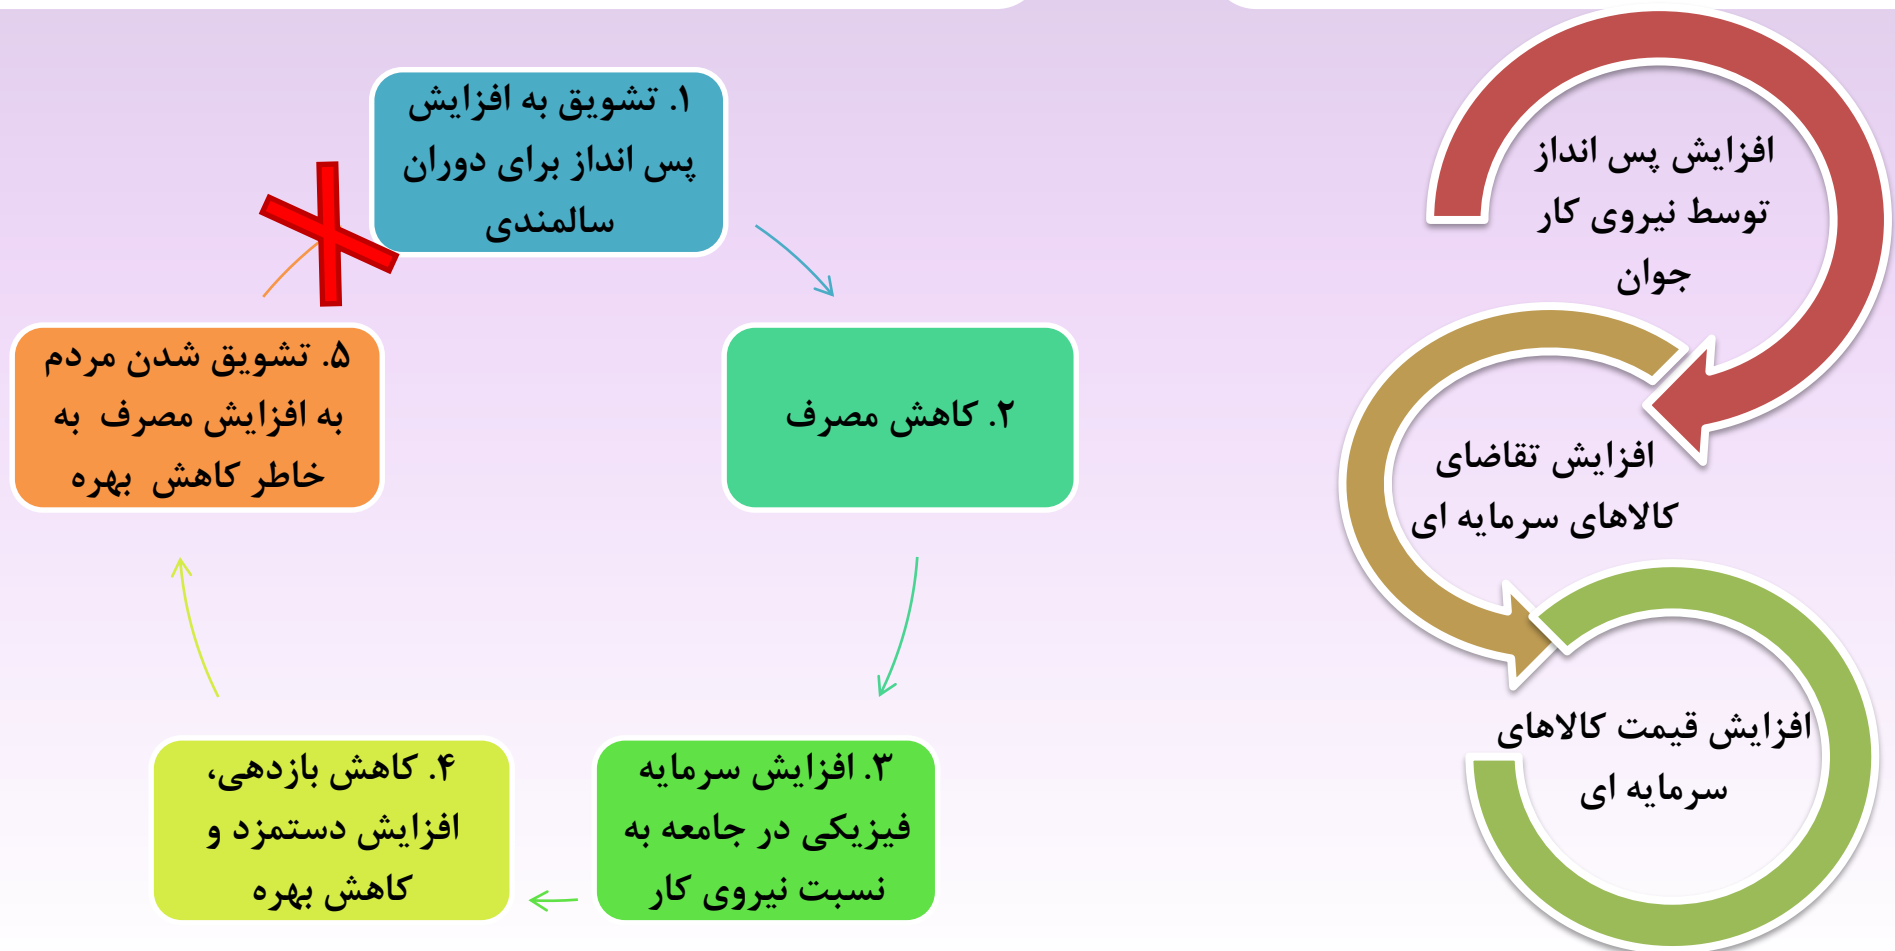 افزایش پس انداز
توسط نیروی کار
جوان
افزایش تقاضای
کالاهای سرمایه ای
افزایش قیمت کالاهای
سرمایه ای
۱. تشویق به افزایش
پس انداز برای دوران
سالمندی
۲. کاهش مصرف
۳. افزایش سرمایه
فیزیکی در جامعه به
نسبت نیروی کار
۴. کاهش بازدهی،
افزایش دستمزد و
کاهش بهره
۵. تشویق شدن مردم
به افزایش مصرف به
خاطر کاهش بهره